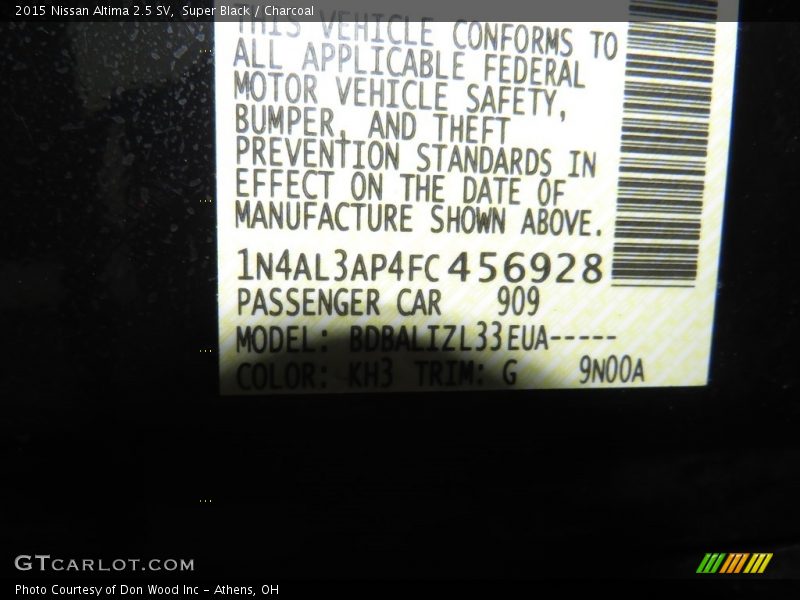 2015 Nissan Altima 2.5 SV, Super Black / Charcoal
THIS VEHICLE CONFORMS TO
ALL APPLICABLE FEDERAL
MOTOR VEHICLE SAFETY,
BUMPER, AND THEFT
PREVENTION STANDARDS IN
EFFECT ON THE DATE OF
MANUFACTURE SHOWN ABOVE.
1N4AL3AP4FC456928
PASSENGER CAR 909
MODEL: BDBALIZL33EUA-----
COLOR: KH3 TRIM: G 9N00A
GTCARLOT.COM
Photo Courtesy of Don Wood Inc - Athens, OH